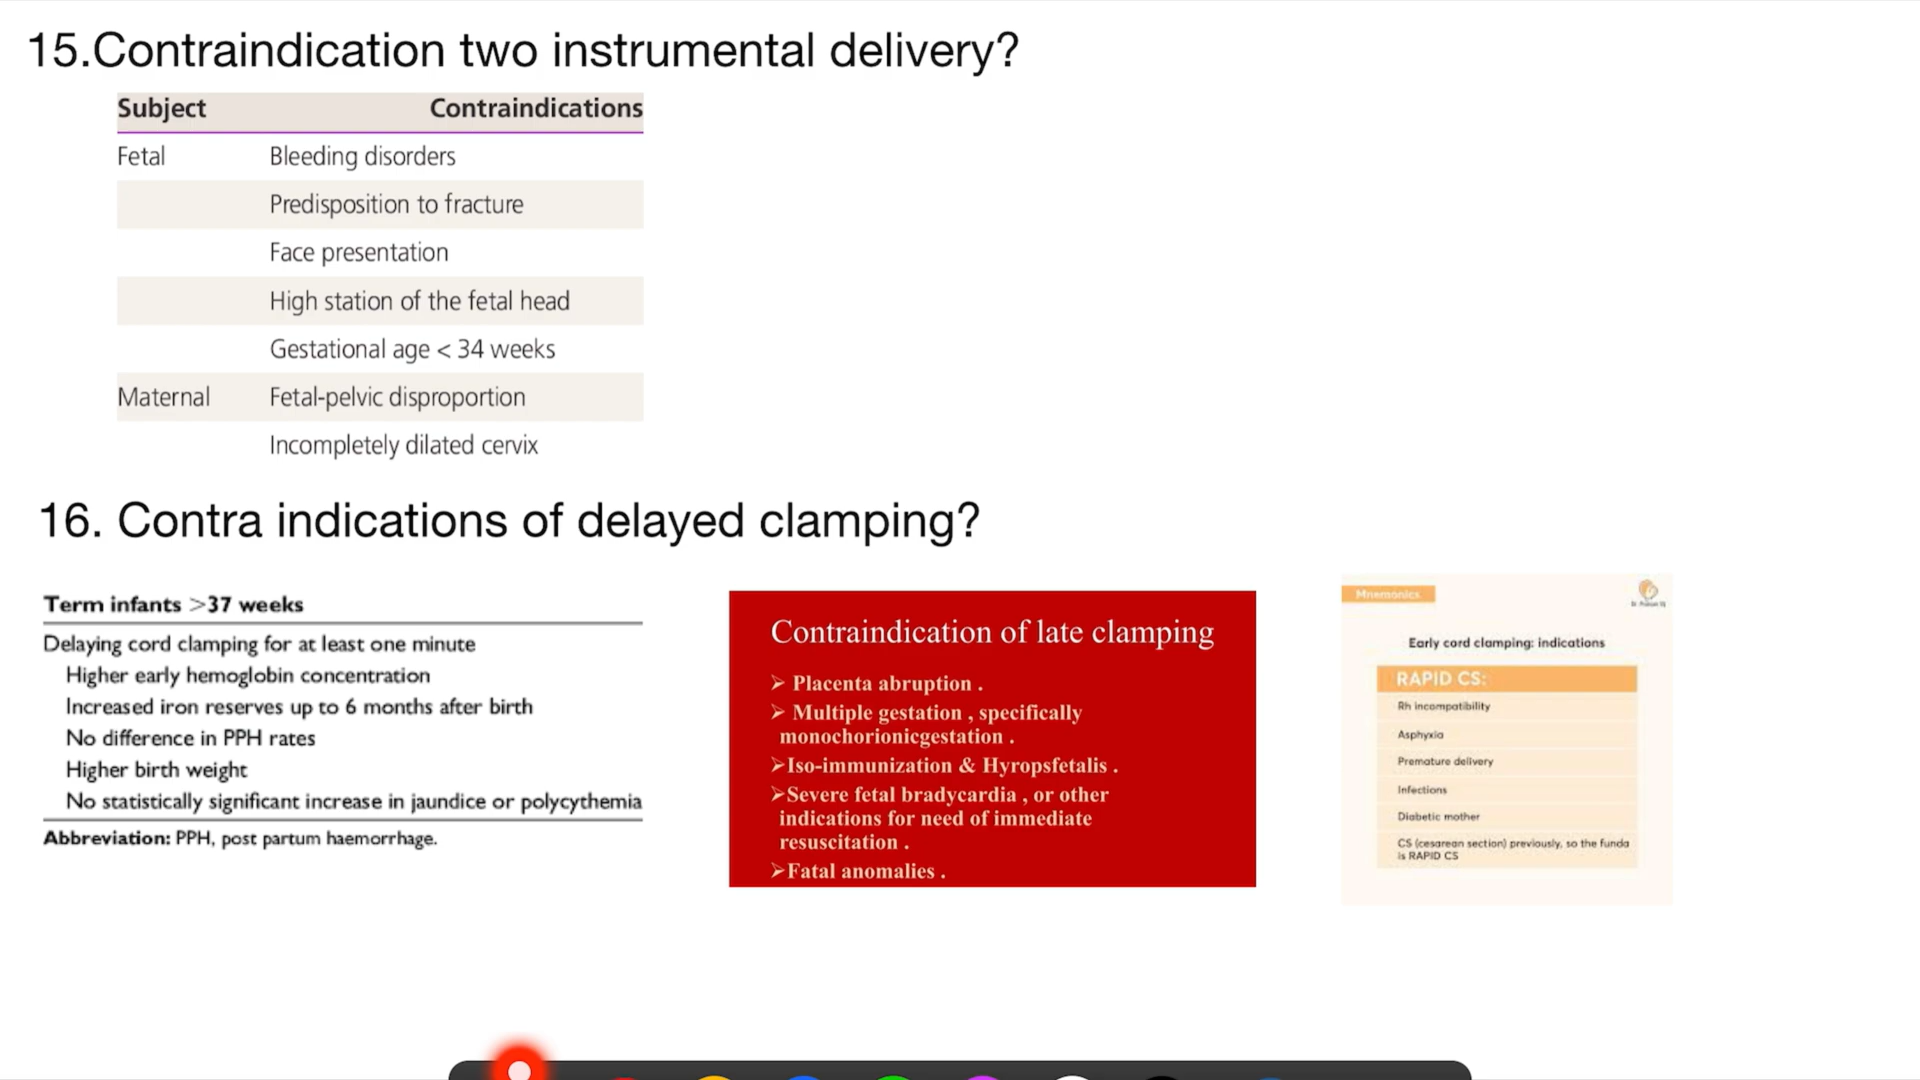 15.Contraindication two instrumental delivery?
Subject Contraindications
Fetal Bleeding disorders
Predisposition to fracture
Face presentation
High station of the fetal head
Gestational age < 34 weeks
Maternal Fetal-pelvic disproportion
Incompletely dilated cervix
16. Contra indications of delayed clamping?
Term infants >37 weeks
Delaying cord clamping for at least one minute
Higher early hemoglobin concentration
Increased iron reserves up to 6 months after birth
No difference in PPH rates
Higher birth weight
No statistically significant increase in jaundice or polycythemia
Abbreviation: PPH, post partum haemorrhage.
Contraindication of late clamping
➢ Placenta abruption .
➢ Multiple gestation , specifically
monochorionicgestation .
➢Iso-immunization & Hyropsfetalis .
➢Severe fetal bradycardia , or other
indications for need of immediate
resuscitation .
➢Fatal anomalies .
Mnemonics
Early cord clamping: indications
RAPID CS:
Rh incompatibility
Asphyxia
Premature delivery
Infections
Diabetic mother
CS (cesarean section) previously, so the funda
is RAPID CS